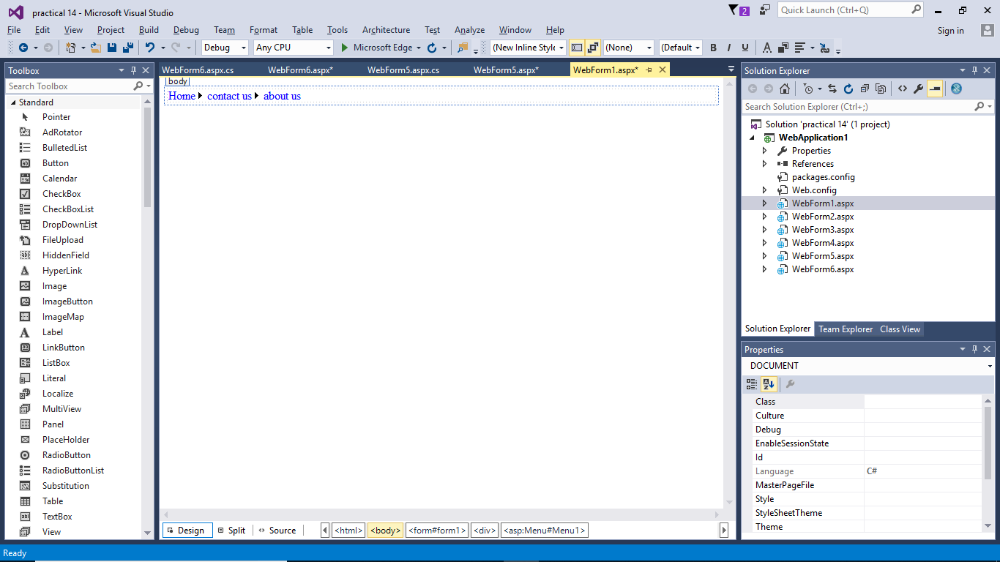 practical 14 - Microsoft Visual Studio
2
Quick Launch (Ctrl+Q)
File Edit View Project Build Debug Team Format Table Tools Architecture Test Analyze Window Help
Sign in
Debug Any CPU Microsoft Edge (New Inline Style (None) (Default B I U A
Toolbox
Search Toolbox
Standard
Pointer
AdRotator
BulletedList
Button
Calendar
CheckBox
CheckBoxList
DropDownList
FileUpload
HiddenField
HyperLink
Image
ImageButton
ImageMap
Label
LinkButton
ListBox
Literal
Localize
MultiView
Panel
PlaceHolder
RadioButton
RadioButtonList
Substitution
Table
TextBox
View
WebForm6.aspx.cs WebForm6.aspx* WebForm5.aspx.cs WebForm5.aspx* WebForm1.aspx*
body
Home contact us about us
Design Split Source <html> <body> <form#form1> <div> <asp:Menu#Menu1>
Solution Explorer
Search Solution Explorer (Ctrl+;)
Solution 'practical 14' (1 project)
WebApplication1
Properties
References
packages.config
Web.config
WebForm1.aspx
WebForm2.aspx
WebForm3.aspx
WebForm4.aspx
WebForm5.aspx
WebForm6.aspx
Solution Explorer Team Explorer Class View
Properties
DOCUMENT
Class
Culture
Debug
EnableSessionState
Id
Language C#
MasterPageFile
Style
StyleSheetTheme
Theme
Ready